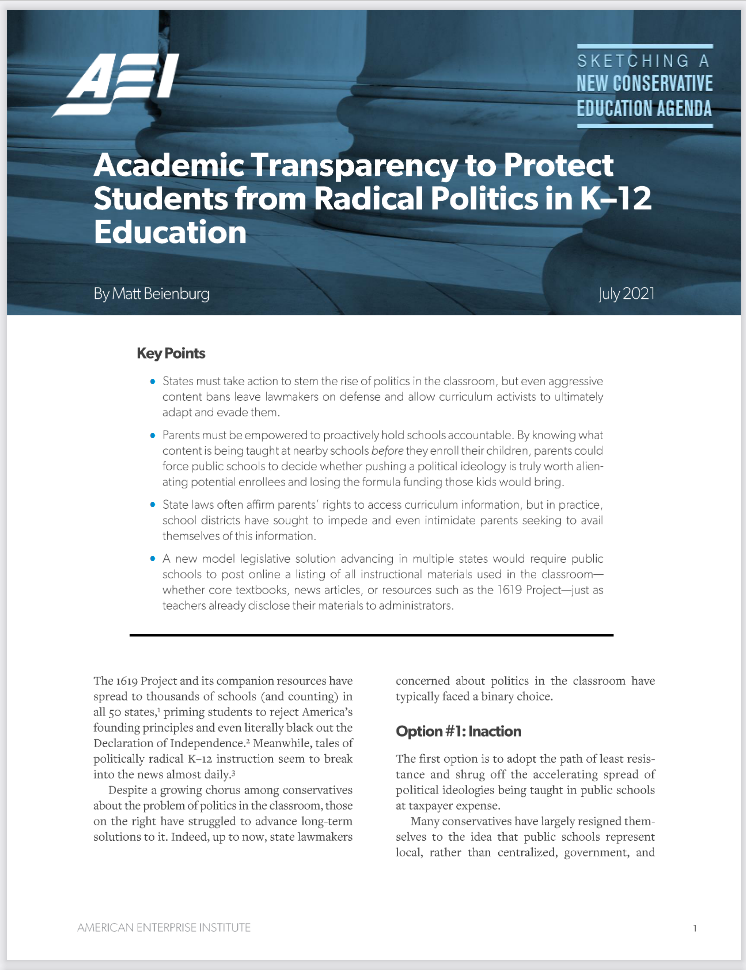 AEI
SKETCHING A
NEW CONSERVATIVE
EDUCATION AGENDA
Academic Transparency to Protect
Students from Radical Politics in K–12
Education
By Matt Beienburg
July 2021
Key Points
• States must take action to stem the rise of politics in the classroom, but even aggressive
content bans leave lawmakers on defense and allow curriculum activists to ultimately
adapt and evade them.
• Parents must be empowered to proactively hold schools accountable. By knowing what
content is being taught at nearby schools before they enroll their children, parents could
force public schools to decide whether pushing a political ideology is truly worth alien-
ating potential enrollees and losing the formula funding those kids would bring.
• State laws often affirm parents’ rights to access curriculum information, but in practice,
school districts have sought to impede and even intimidate parents seeking to avail
themselves of this information.
• A new model legislative solution advancing in multiple states would require public
schools to post online a listing of all instructional materials used in the classroom—
whether core textbooks, news articles, or resources such as the 1619 Project—just as
teachers already disclose their materials to administrators.
The 1619 Project and its companion resources have
spread to thousands of schools (and counting) in
all 50 states,¹ priming students to reject America’s
founding principles and even literally black out the
Declaration of Independence.² Meanwhile, tales of
politically radical K–12 instruction seem to break
into the news almost daily.³
Despite a growing chorus among conservatives
about the problem of politics in the classroom, those
on the right have struggled to advance long-term
solutions to it. Indeed, up to now, state lawmakers
concerned about politics in the classroom have
typically faced a binary choice.
Option #1: Inaction
The first option is to adopt the path of least resis-
tance and shrug off the accelerating spread of
political ideologies being taught in public schools
at taxpayer expense.
Many conservatives have largely resigned them-
selves to the idea that public schools represent
local, rather than centralized, government, and
AMERICAN ENTERPRISE INSTITUTE
1